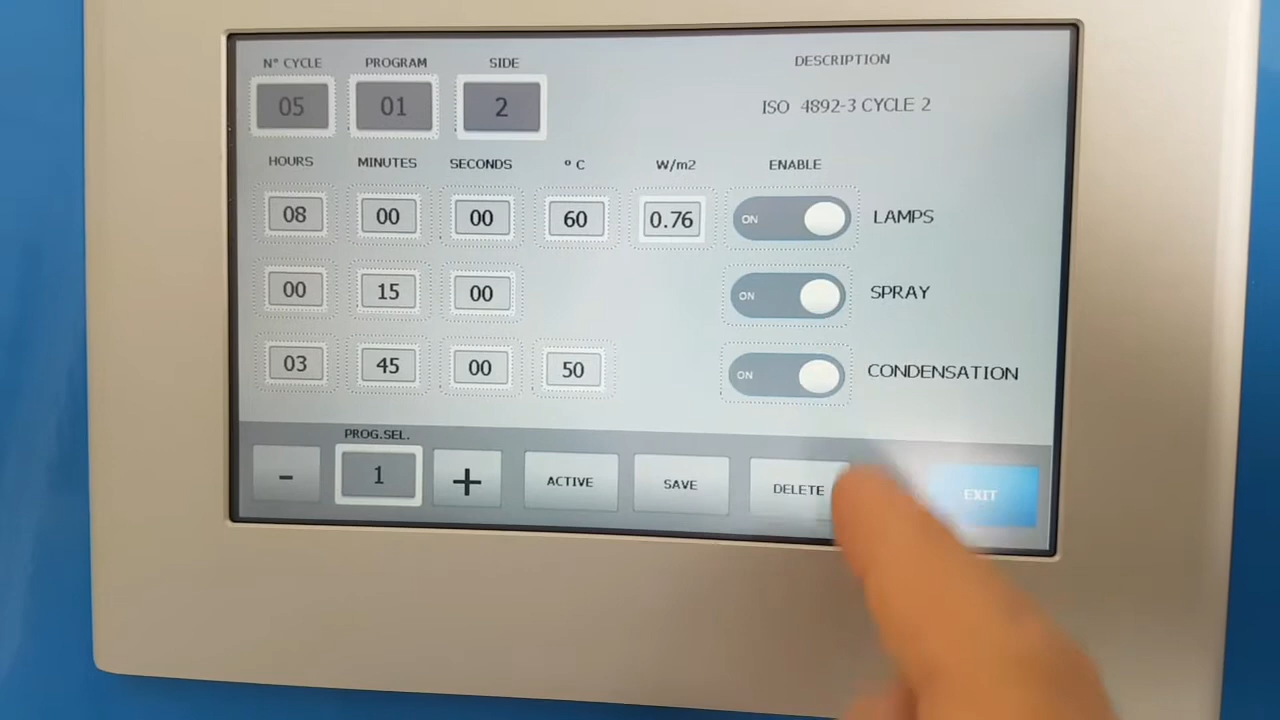 N° CYCLE PROGRAM SIDE DESCRIPTION
05 01 2 ISO 4892-3 CYCLE 2
HOURS MINUTES SECONDS º C W/m2 ENABLE
08 00 00 60 0.76 ON LAMPS
00 15 00 ON SPRAY
03 45 00 50 ON CONDENSATION
PROG.SEL.
- 1 + ACTIVE SAVE DELETE EXIT